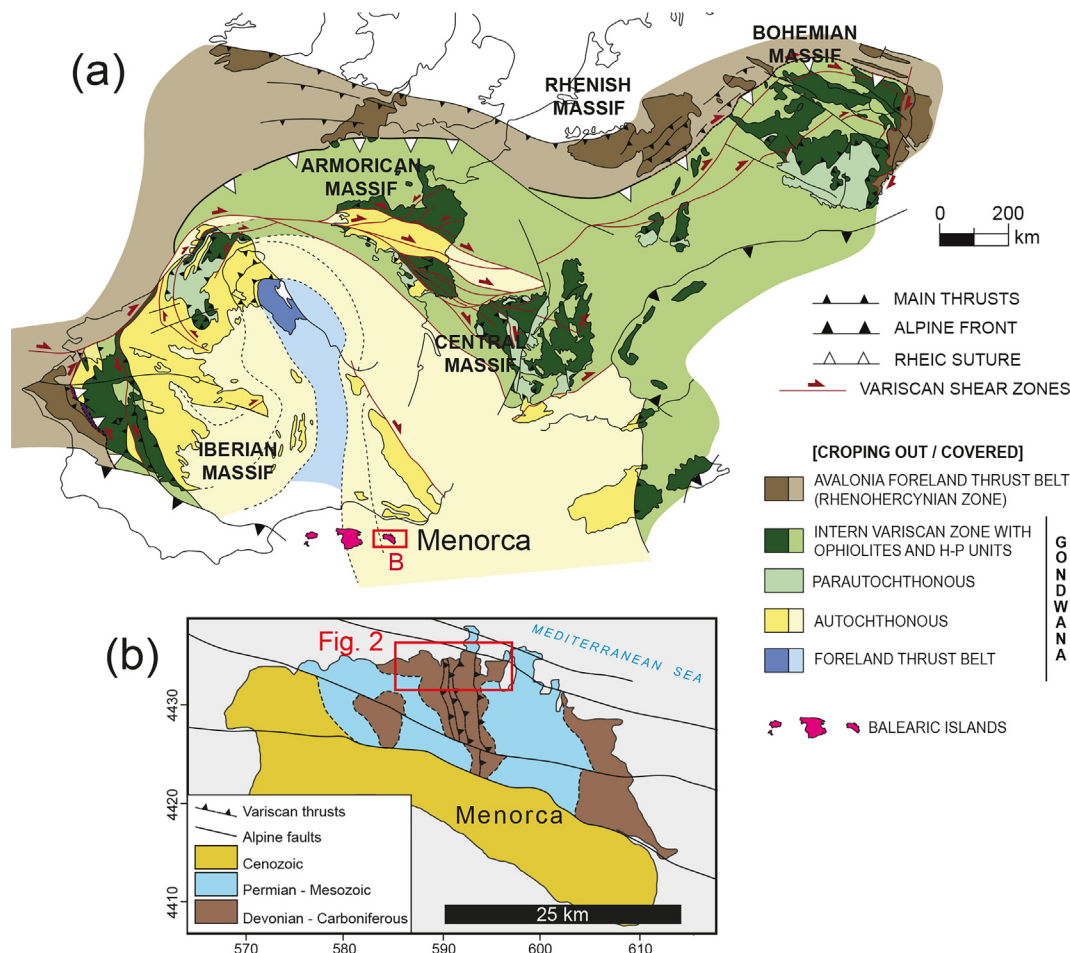 (a)
BOHEMIAN
MASSIF
RHENISH
MASSIF
ARMORICAN
MASSIF
CENTRAL
MASSIF
IBERIAN
MASSIF
Menorca
B
0 200
km
MAIN THRUSTS
ALPINE FRONT
RHEIC SUTURE
VARISCAN SHEAR ZONES
[CROPING OUT / COVERED]
AVALONIA FORELAND THRUST BELT
(RHENOHERCYNIAN ZONE)
INTERN VARISCAN ZONE WITH
OPHIOLITES AND H-P UNITS
PARAUTOCHTHONOUS
AUTOCHTHONOUS
FORELAND THRUST BELT
GONDWANA
BALEARIC ISLANDS
(b)
Fig. 2
MEDITERRANEAN SEA
Menorca
Variscan thrusts
Alpine faults
Cenozoic
Permian - Mesozoic
Devonian - Carboniferous
25 km
4430
4420
4410
570 580 590 600 610